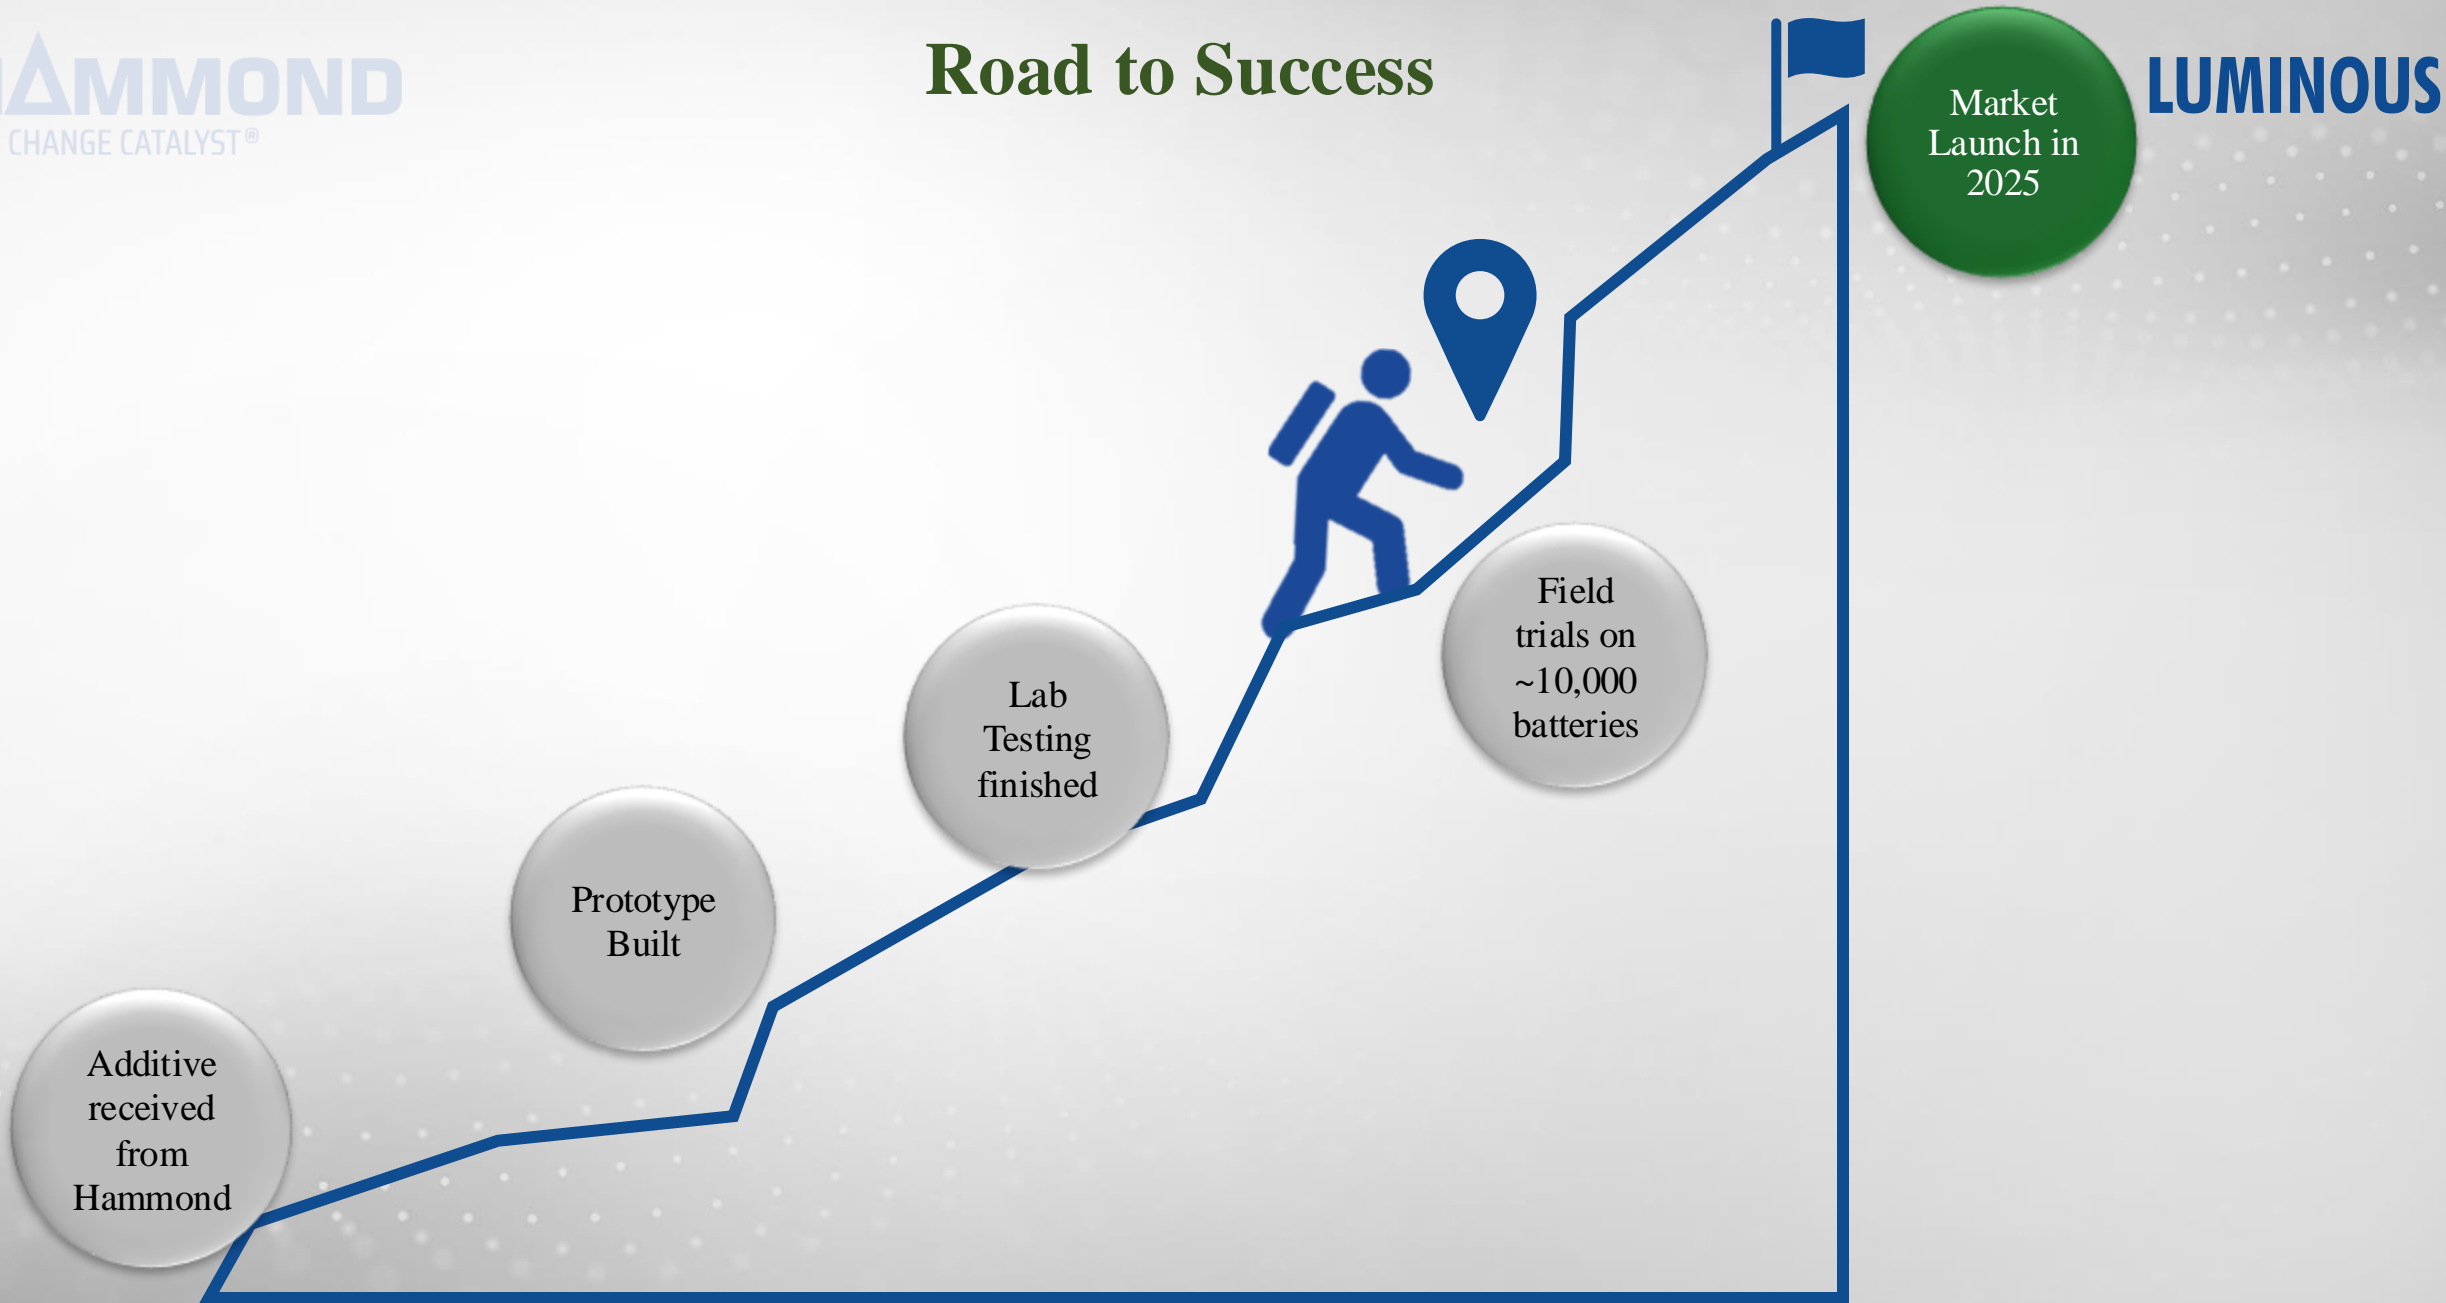 HAMMOND
CHANGE CATALYST®
Road to Success
LUMINOUS
Market
Launch in
2025
Field
trials on
~10,000
batteries
Lab
Testing
finished
Prototype
Built
Additive
received
from
Hammond